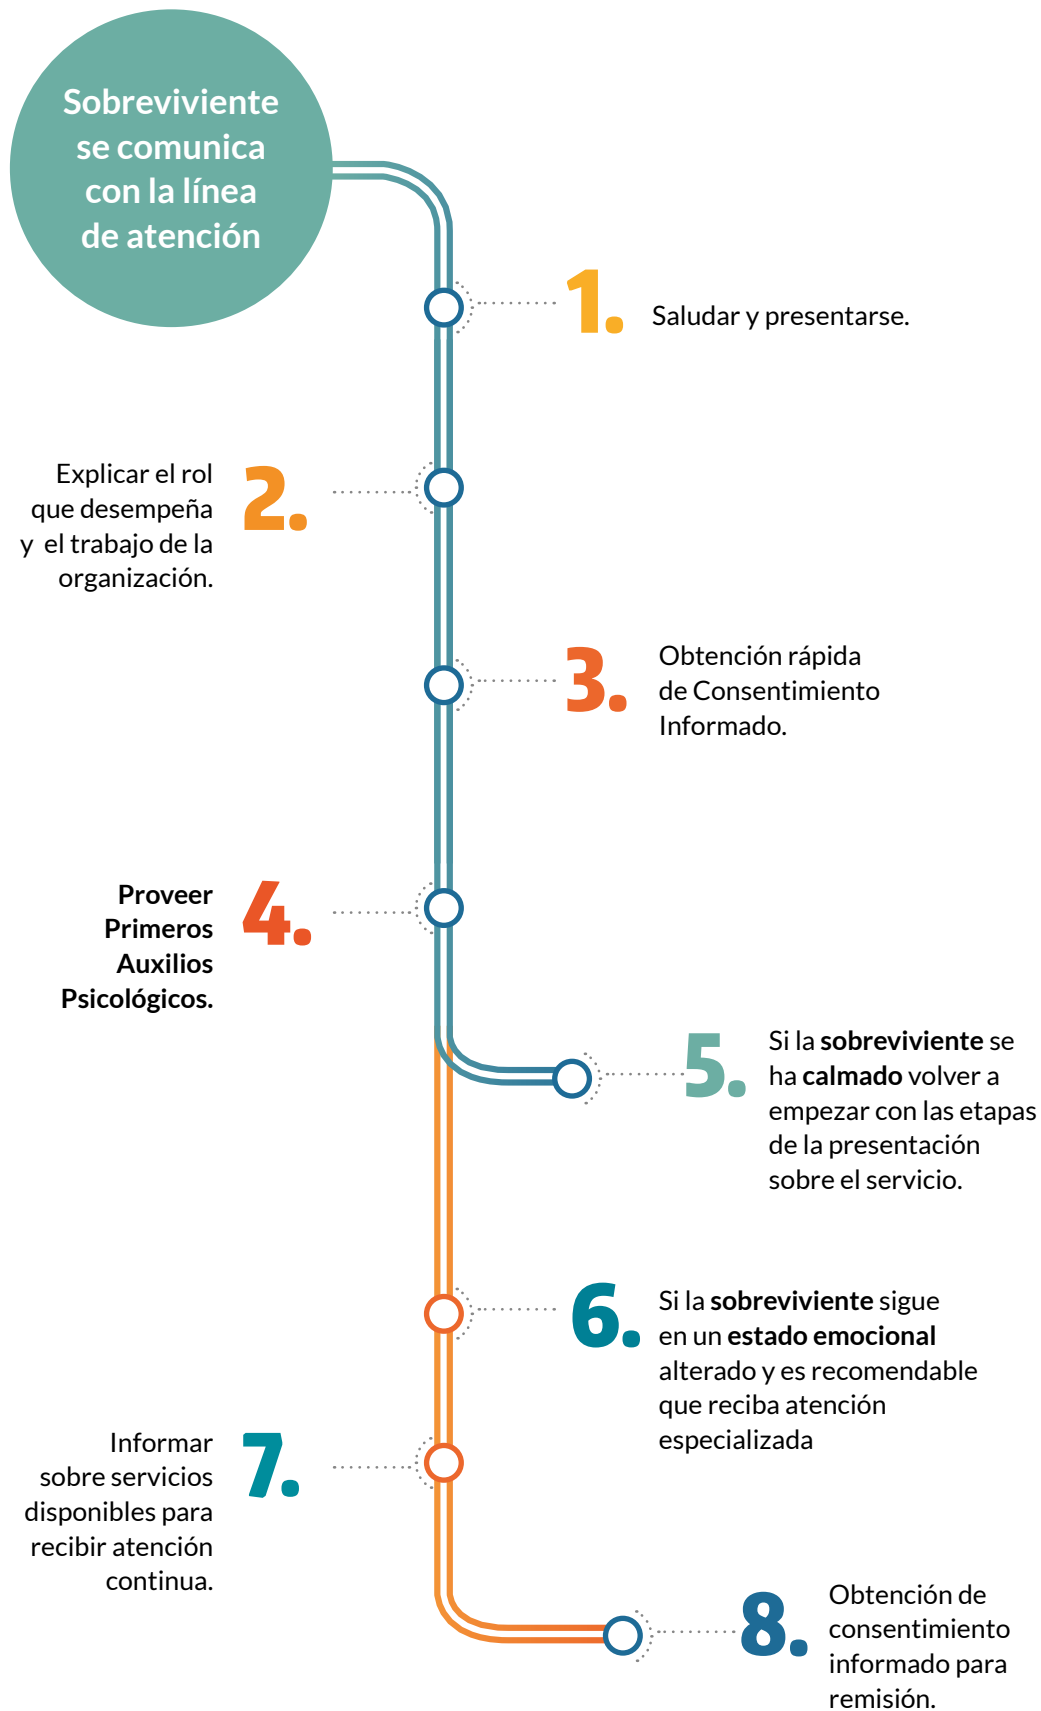 Sobreviviente
se comunica
con la línea
de atención
1.
Saludar y presentarse.
2.
Explicar el rol
que desempeña
y el trabajo de la
organización.
3.
Obtención rápida
de Consentimiento
Informado.
4.
Proveer
Primeros
Auxilios
Psicológicos.
5.
Si la sobreviviente se
ha calmado volver a
empezar con las etapas
de la presentación
sobre el servicio.
6.
Si la sobreviviente sigue
en un estado emocional
alterado y es recomendable
que reciba atención
especializada
7.
Informar
sobre servicios
disponibles para
recibir atención
continua.
8.
Obtención de
consentimiento
informado para
remisión.